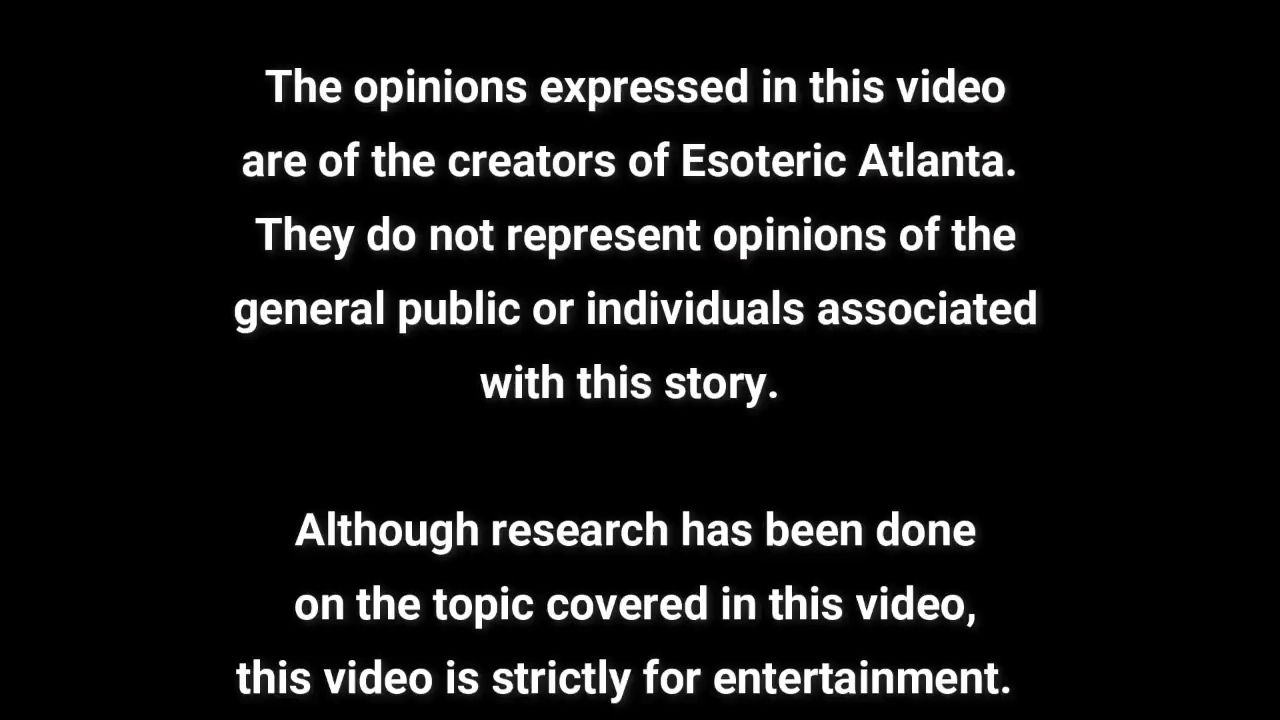 The opinions expressed in this video
are of the creators of Esoteric Atlanta.
They do not represent opinions of the
general public or individuals associated
with this story.
Although research has been done
on the topic covered in this video,
this video is strictly for entertainment.